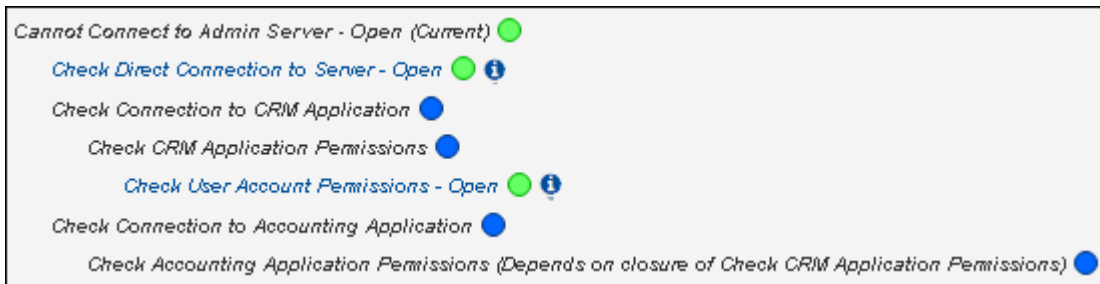 Cannot Connect to Admin Server - Open (Current)
Check Direct Connection to Server - Open
Check Connection to CRM Application
Check CRM Application Permissions
Check User Account Permissions - Open
Check Connection to Accounting Application
Check Accounting Application Permissions (Depends on closure of Check CRM Application Permissions)